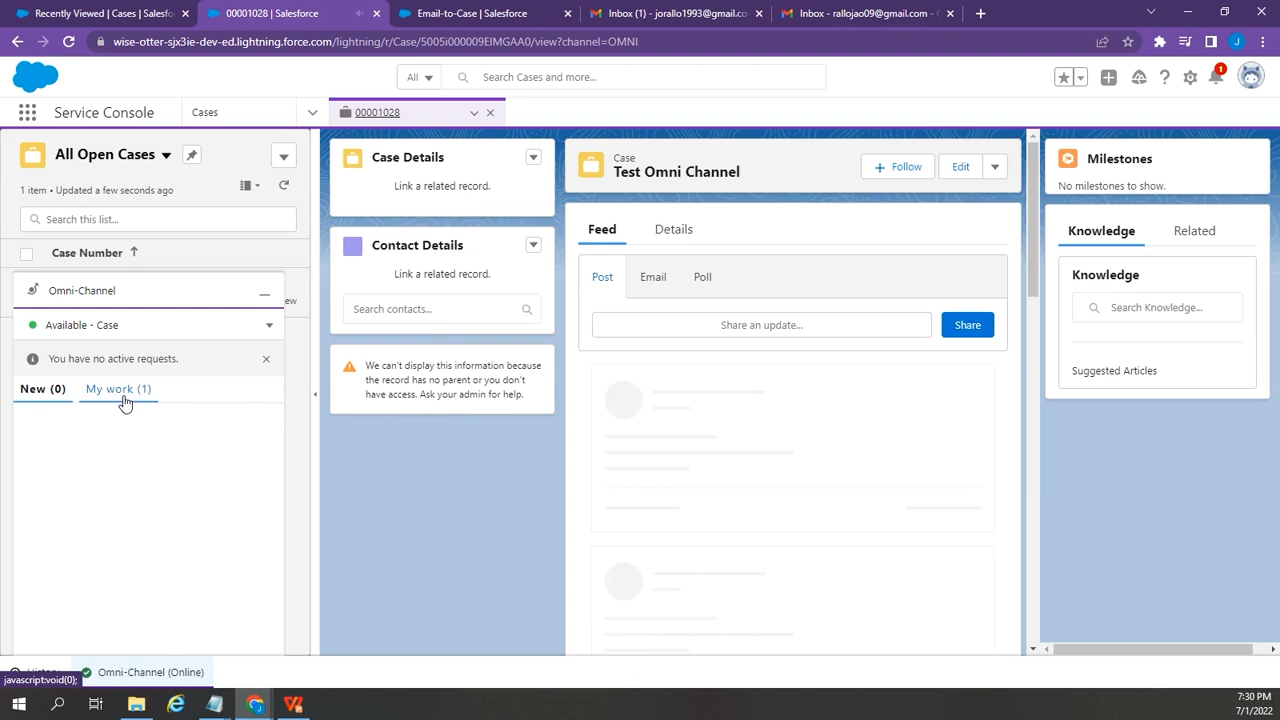 Recently Viewed | Cases | Salesforce
00001028 | Salesforce
Email-to-Case | Salesforce
Inbox (1) - jorallo1993@gmail.com
Inbox - rallojao09@gmail.com -
wise-otter-sjx3ie-dev-ed.lightning.force.com/lightning/r/Case/5005i000009ElMGAA0/view?channel=OMNI
J
All
Search Cases and more...
1
Service Console
Cases
00001028
All Open Cases
1 item • Updated a few seconds ago
Search this list...
Case Number
ew
Omni-Channel
Available - Case
You have no active requests.
New (0)
My work (1)
Case Details
Link a related record.
Contact Details
Link a related record.
Search contacts...
We can't display this information because
the record has no parent or you don't
have access. Ask your admin for help.
Case
Test Omni Channel
Follow
Edit
Feed
Details
Post
Email
Poll
Share an update...
Share
Milestones
No milestones to show.
Knowledge
Related
Knowledge
Search Knowledge...
Suggested Articles
History
Omni-Channel (Online)
javascript:void(0);
7:30 PM
7/1/2022